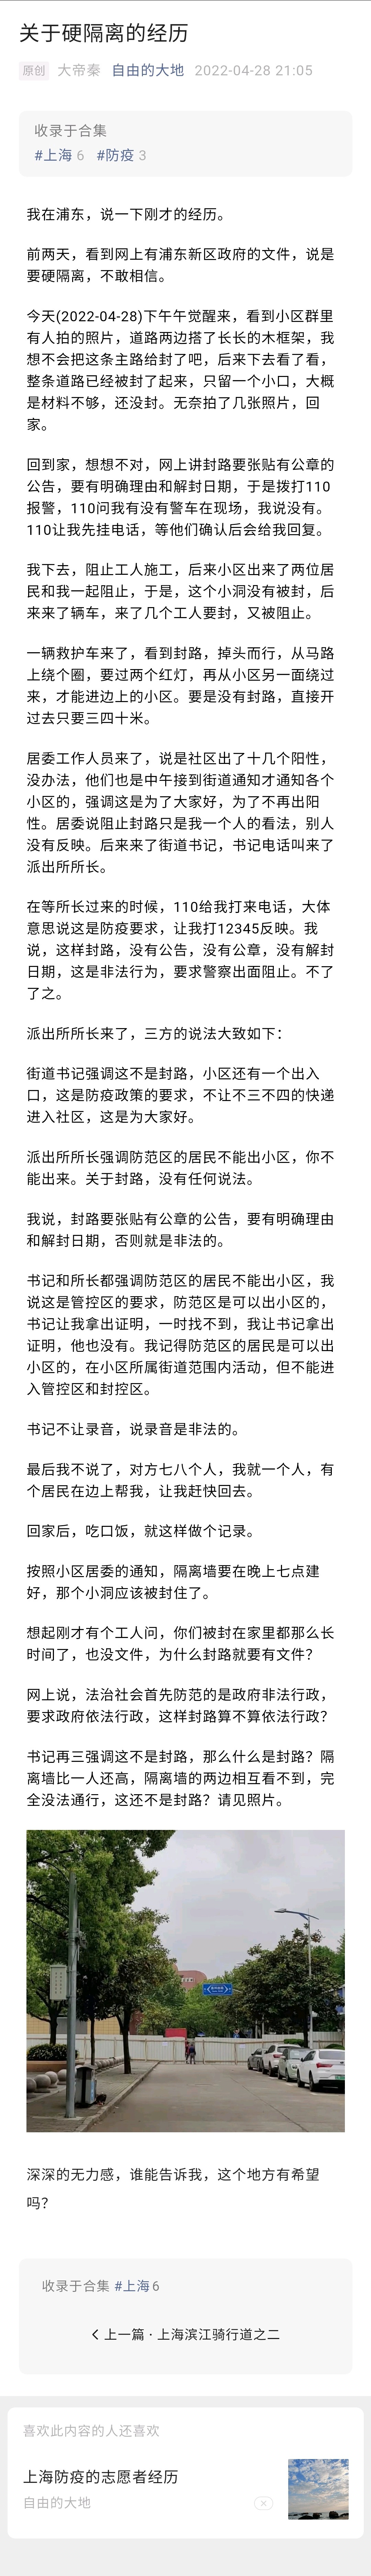 关于硬隔离的经历
原创 大帝秦 自由的大地 2022-04-28 21:05
收录于合集
#上海 6 #防疫 3
我在浦东，说一下刚才的经历。
前两天，看到网上有浦东新区政府的文件，说是
要硬隔离，不敢相信。
今天(2022-04-28)下午午觉醒来，看到小区群里
有人拍的照片，道路两边搭了长长的木框架，我
想不会把这条主路给封了吧，后来下去看了看，
整条道路已经被封了起来，只留一个小口，大概
是材料不够，还没封。无奈拍了几张照片，回
家。
回到家，想想不对，网上讲封路要张贴有公章的
公告，要有明确理由和解封日期，于是拨打110
报警，110问我有没有警车在现场，我说没有。
110让我先挂电话，等他们确认后会给我回复。
我下去，阻止工人施工，后来小区出来了两位居
民和我一起阻止，于是，这个小洞没有被封，后
来来了辆车，来了几个工人要封，又被阻止。
一辆救护车来了，看到封路，掉头而行，从马路
上绕个圈，要过两个红灯，再从小区另一面绕过
来，才能进边上的小区。要是没有封路，直接开
过去只要三四十米。
居委工作人员来了，说是社区出了十几个阳性，
没办法，他们也是中午接到街道通知才通知各个
小区的，强调这是为了大家好，为了不再出阳
性。居委说阻止封路只是我一个人的看法，别人
没有反映。后来来了街道书记，书记电话叫来了
派出所所长。
在等所长过来的时候，110给我打来电话，大体
意思说这是防疫要求，让我打12345反映。我
说，这样封路，没有公告，没有公章，没有解封
日期，这是非法行为，要求警察出面阻止。不了
了之。
派出所所长来了，三方的说法大致如下：
街道书记强调这不是封路，小区还有一个出入
口，这是防疫政策的要求，不让不三不四的快递
进入社区，这是为大家好。
派出所所长强调防范区的居民不能出小区，你不
能出来。关于封路，没有任何说法。
我说，封路要张贴有公章的公告，要有明确理由
和解封日期，否则就是非法的。
书记和所长都强调防范区的居民不能出小区，我
说这是管控区的要求，防范区是可以出小区的，
书记让我拿出证明，一时找不到，我让书记拿出
证明，他也没有。我记得防范区的居民是可以出
小区的，在小区所属街道范围内活动，但不能进
入管控区和封控区。
书记不让录音，说录音是非法的。
最后我不说了，对方七八个人，我就一个人，有
个居民在边上帮我，让我赶快回去。
回家后，吃口饭，就这样做个记录。
按照小区居委的通知，隔离墙要在晚上七点建
好，那个小洞应该被封住了。
想起刚才有个工人问，你们被封在家里都那么长
时间了，也没文件，为什么封路就要有文件？
网上说，法治社会首先防范的是政府非法行政，
要求政府依法行政，这样封路算不算依法行政？
书记再三强调这不是封路，那么什么是封路？隔
离墙比一人还高，隔离墙的两边相互看不到，完
全没法通行，这还不是封路？请见照片。
深深的无力感，谁能告诉我，这个地方有希望
吗？
收录于合集 #上海 6
上一篇 · 上海滨江骑行道之二
喜欢此内容的人还喜欢
上海防疫的志愿者经历
自由的大地